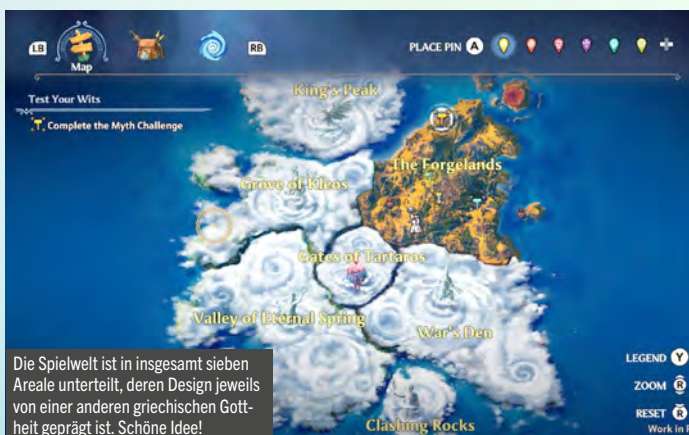 LB
RB
PLACE PIN A
Map
King's Peak
Test Your Wits
Complete the Myth Challenge
The Forgelands
Grove of Kleos
Gates of Tartaros
Valley of Eternal Spring
War's Den
Die Spielwelt ist in insgesamt sieben
Areale unterteilt, deren Design jeweils
von einer anderen griechischen Gott-
heit geprägt ist. Schöne Idee!
LEGEND Y
ZOOM R
RESET R
Clashing Rocks
Work in